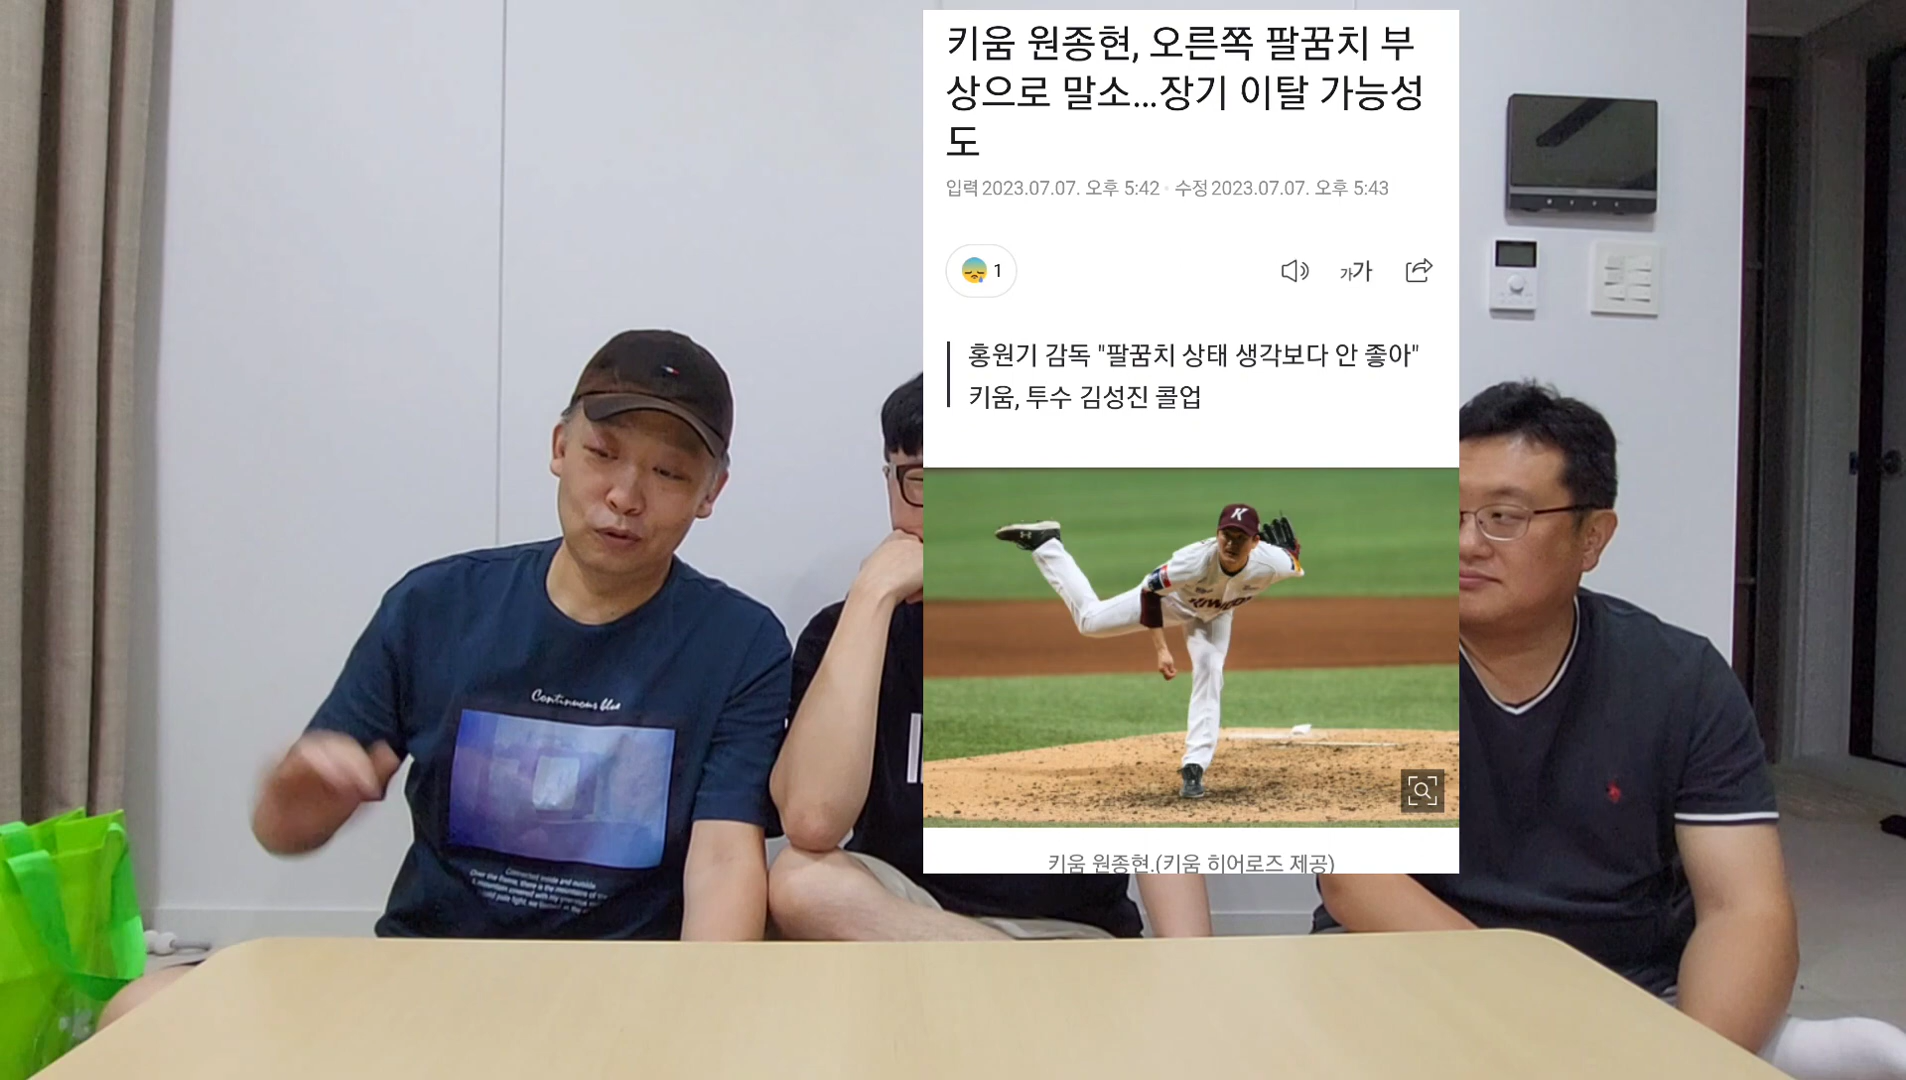 키움 원종현, 오른쪽 팔꿈치 부
상으로 말소...장기 이탈 가능성
도
입력 2023.07.07. 오후 5:42 · 수정 2023.07.07. 오후 5:43
1
가가
홍원기 감독 "팔꿈치 상태 생각보다 안 좋아"
키움, 투수 김성진 콜업
K
키움 원종현.(키움 히어로즈 제공)
Continuous blue
Connected inside and outside